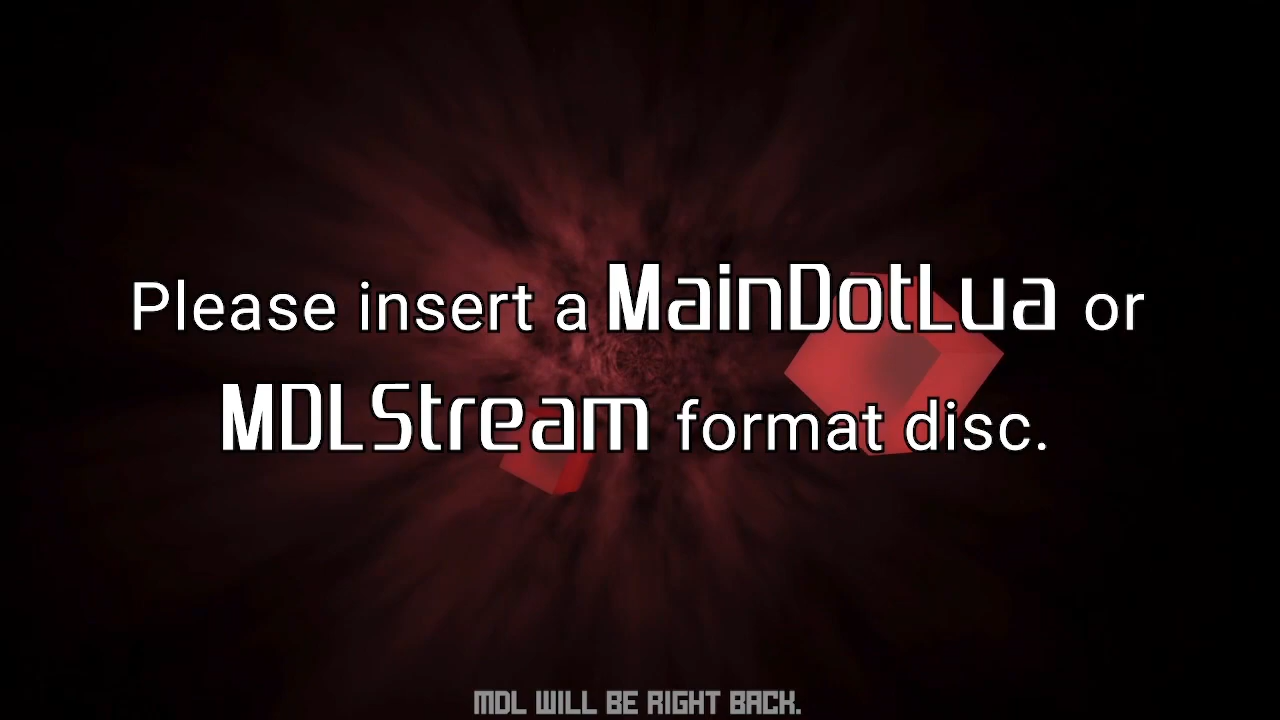 Please insert a MainDotLua or
MDLStream format disc.
MDL WILL BE RIGHT BACK.